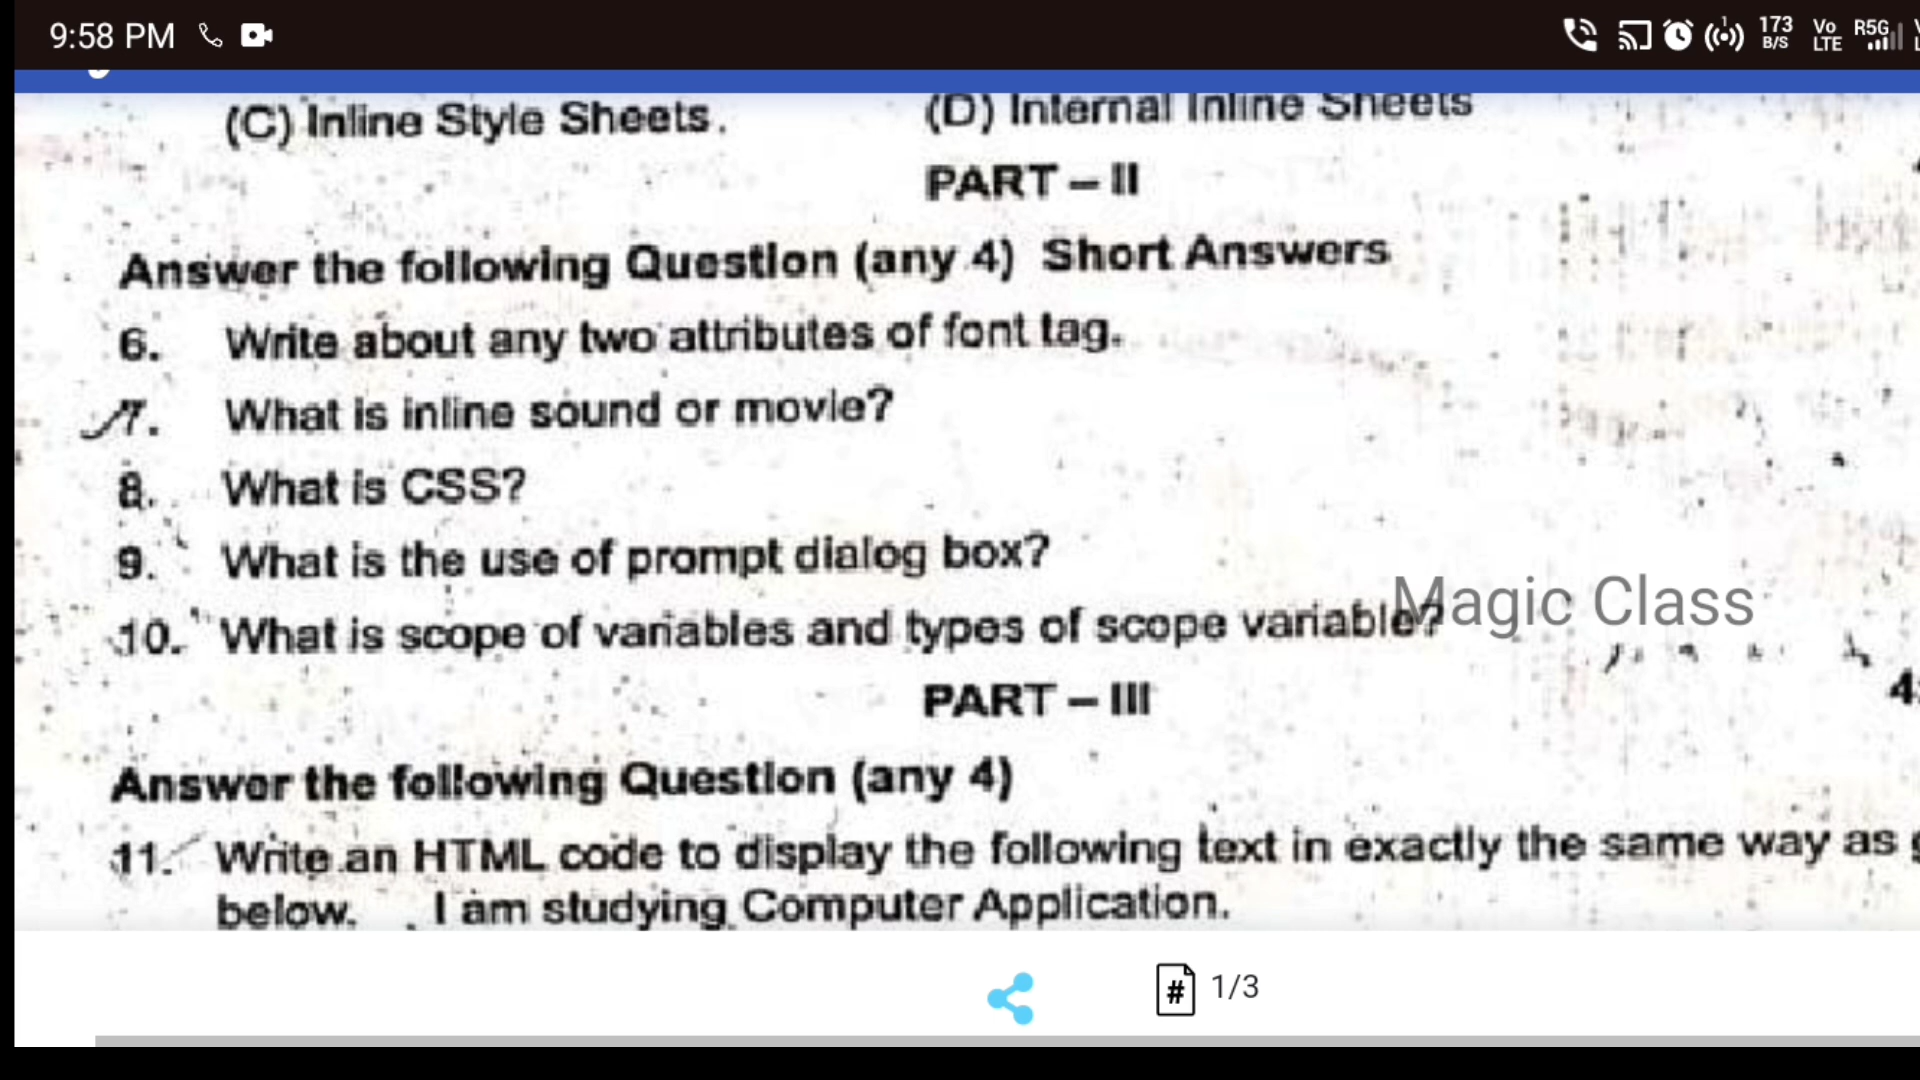 9:58 PM
173 B/S Vo LTE R5G
(C) Inline Style Sheets.
(D) Internal Inline Sheets
PART – II
Answer the following Question (any 4) Short Answers
6. Write about any two attributes of font tag.
7. What is inline sound or movie?
8. What is CSS?
9. What is the use of prompt dialog box?
10. What is scope of variables and types of scope variable?
Magic Class
PART – III
4
Answer the following Question (any 4)
11. Write an HTML code to display the following text in exactly the same way as
below. I am studying Computer Application.
# 1/3